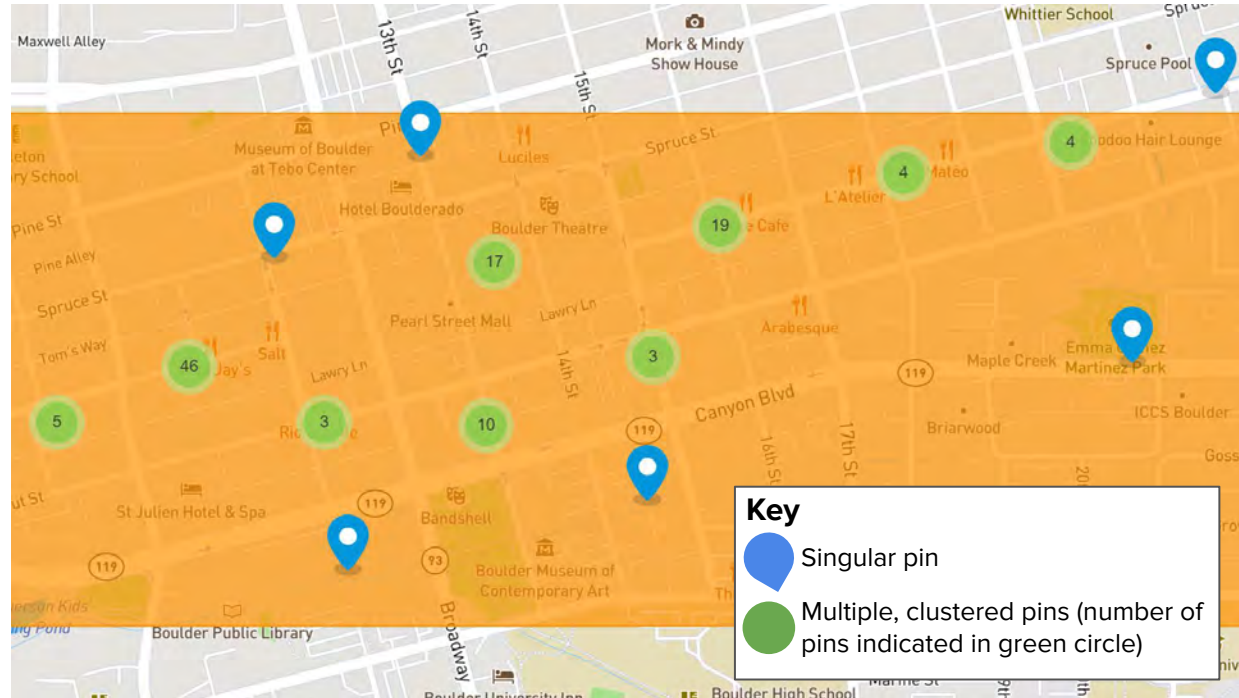 Maxwell Alley
13th St
14th St
15th St
Mork & Mindy
Show House
Whittier School
Spruce Pool
Museum of Boulder
at Tebo Center
Luciles
Spruce St
4
Hair Lounge
4
Mateo
L'Atelier
Hotel Boulderado
Boulder Theatre
19
Cafe
Pine St
Pine Alley
17
Spruce St
Pearl Street Mall
Lawry Ln
Arabesque
Tom's Way
Salt
46
Lawry Ln
14th St
3
Maple Creek
Emma
Martinez Park
119
Canyon Blvd
5
3
10
119
Briarwood
ICCS Boulder
16th St
17th St
St Julien Hotel & Spa
119
Bandshell
93
119
Boulder Museum of
Contemporary Art
Boulder Public Library
Broadway
Key
Singular pin
Multiple, clustered pins (number of
pins indicated in green circle)
Boulder University Inn
Boulder High School
Marine St